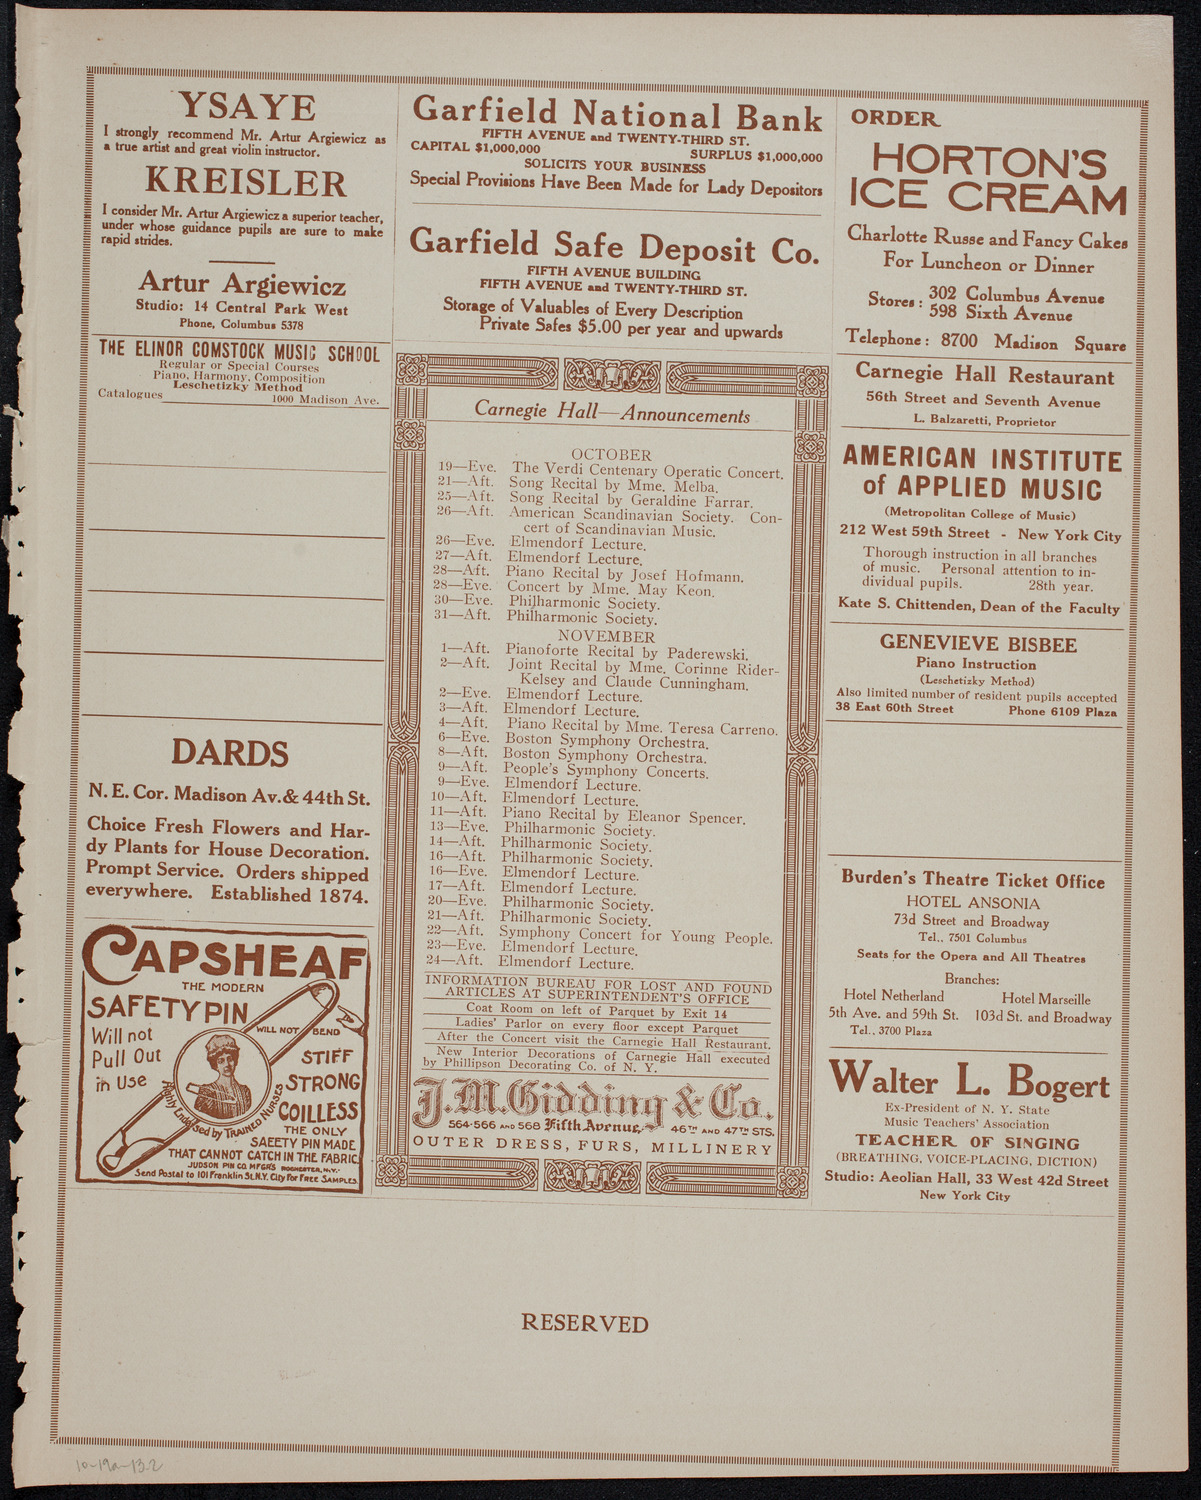 YSAYE
I strongly recommend Mr. Artur Argiewicz as
a true artist and great violin instructor.
KREISLER
I consider Mr. Artur Argiewicz a superior teacher,
under whose guidance pupils are sure to make
rapid strides.
Artur Argiewicz
Studio: 14 Central Park West
Phone, Columbus 5378
THE ELINOR COMSTOCK MUSIC SCHOOL
Regular or Special Courses
Piano, Harmony, Composition
Leschetizky Method
Catalogues 1000 Madison Ave.
DARDS
N. E. Cor. Madison Av. & 44th St.
Choice Fresh Flowers and Har-
dy Plants for House Decoration.
Prompt Service. Orders shipped
everywhere. Established 1874.
CAPSHEAF
THE MODERN
SAFETY PIN
Will not
Pull Out
in Use
WILL NOT BEND
STIFF
STRONG
COILLESS
Highly Endorsed by TRAINED NURSES
THE ONLY
SAFETY PIN MADE
THAT CANNOT CATCH IN THE FABRIC.
JUDSON PIN CO. MFGRS ROCHESTER, N.Y.
Send Postal to 101 Franklin St. N.Y. City for FREE SAMPLES.
Garfield National Bank
FIFTH AVENUE and TWENTY-THIRD ST.
CAPITAL $1,000,000 SURPLUS $1,000,000
SOLICITS YOUR BUSINESS
Special Provisions Have Been Made for Lady Depositors
Garfield Safe Deposit Co.
FIFTH AVENUE BUILDING
FIFTH AVENUE and TWENTY-THIRD ST.
Storage of Valuables of Every Description
Private Safes $5.00 per year and upwards
Carnegie Hall—Announcements
OCTOBER
19—Eve. The Verdi Centenary Operatic Concert.
21—Aft. Song Recital by Mme. Melba.
25—Aft. Song Recital by Geraldine Farrar.
26—Aft. American Scandinavian Society. Con-
cert of Scandinavian Music.
26—Eve. Elmendorf Lecture.
27—Aft. Elmendorf Lecture.
28—Aft. Piano Recital by Josef Hofmann.
28—Eve. Concert by Mme. May Keon.
30—Eve. Philharmonic Society.
31—Aft. Philharmonic Society.
NOVEMBER
1—Aft. Pianoforte Recital by Paderewski.
2—Aft. Joint Recital by Mme. Corinne Rider-
Kelsey and Claude Cunningham.
2—Eve. Elmendorf Lecture.
3—Aft. Elmendorf Lecture.
4—Aft. Piano Recital by Mme. Teresa Carreno.
6—Eve. Boston Symphony Orchestra.
8—Aft. Boston Symphony Orchestra.
9—Aft. People's Symphony Concerts.
9—Eve. Elmendorf Lecture.
10—Aft. Elmendorf Lecture.
11—Aft. Piano Recital by Eleanor Spencer.
13—Eve. Philharmonic Society.
14—Aft. Philharmonic Society.
16—Aft. Philharmonic Society.
16—Eve. Elmendorf Lecture.
17—Aft. Elmendorf Lecture.
20—Eve. Philharmonic Society.
21—Aft. Philharmonic Society.
22—Aft. Symphony Concert for Young People.
23—Eve. Elmendorf Lecture.
24—Aft. Elmendorf Lecture.
INFORMATION BUREAU FOR LOST AND FOUND
ARTICLES AT SUPERINTENDENT'S OFFICE
Coat Room on left of Parquet by Exit 14
Ladies' Parlor on every floor except Parquet
After the Concert visit the Carnegie Hall Restaurant.
New Interior Decorations of Carnegie Hall executed
by Phillipson Decorating Co. of N. Y.
J. M. Gidding & Co.
564-566 AND 568 Fifth Avenue, 46TH AND 47TH STS.
OUTER DRESS, FURS, MILLINERY
ORDER
HORTON'S
ICE CREAM
Charlotte Russe and Fancy Cakes
For Luncheon or Dinner
Stores: 302 Columbus Avenue
598 Sixth Avenue
Telephone: 8700 Madison Square
Carnegie Hall Restaurant
56th Street and Seventh Avenue
L. Balzaretti, Proprietor
AMERICAN INSTITUTE
of APPLIED MUSIC
(Metropolitan College of Music)
212 West 59th Street - New York City
Thorough instruction in all branches
of music. Personal attention to in-
dividual pupils. 28th year.
Kate S. Chittenden, Dean of the Faculty
GENEVIEVE BISBEE
Piano Instruction
(Leschetizky Method)
Also limited number of resident pupils accepted
38 East 60th Street Phone 6109 Plaza
Burden's Theatre Ticket Office
HOTEL ANSONIA
73d Street and Broadway
Tel., 7501 Columbus
Seats for the Opera and All Theatres
Branches:
Hotel Netherland Hotel Marseille
5th Ave. and 59th St. 103d St. and Broadway
Tel., 3700 Plaza
Walter L. Bogert
Ex-President of N. Y. State
Music Teachers' Association
TEACHER OF SINGING
(BREATHING, VOICE-PLACING, DICTION)
Studio: Aeolian Hall, 33 West 42d Street
New York City
RESERVED
10-19a-13.2